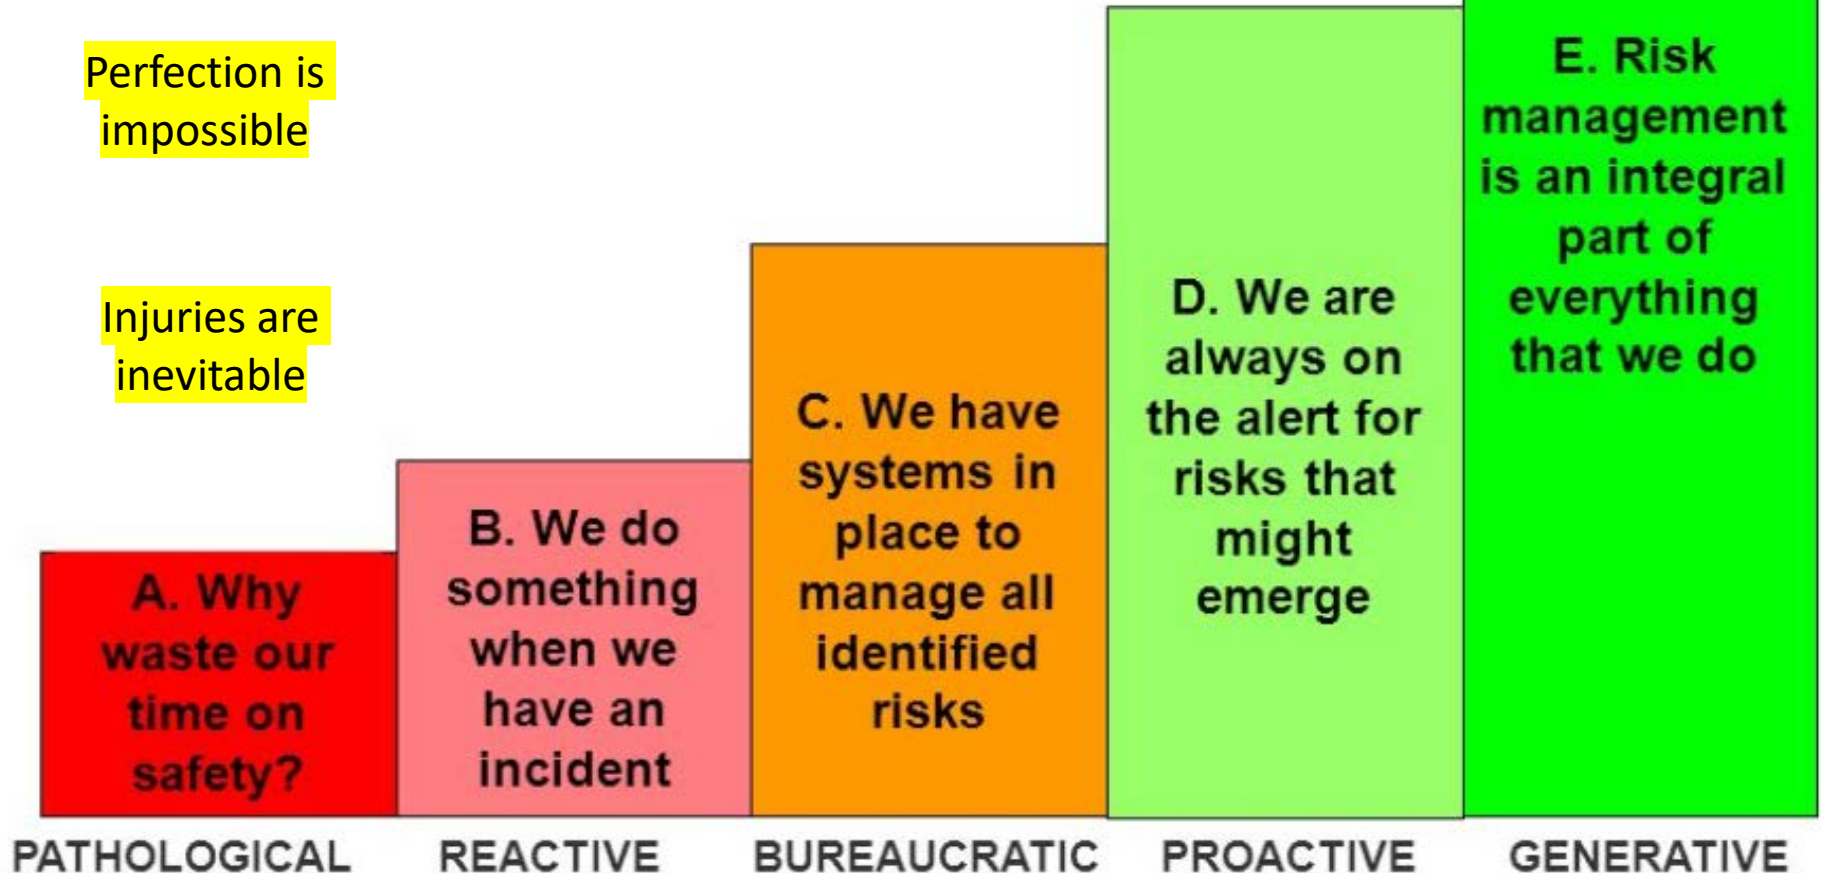 Perfection is
impossible
Injuries are
inevitable
A. Why
waste our
time on
safety?
B. We do
something
when we
have an
incident
C. We have
systems in
place to
manage all
identified
risks
D. We are
always on
the alert for
risks that
might
emerge
E. Risk
management
is an integral
part of
everything
that we do
PATHOLOGICAL
REACTIVE
BUREAUCRATIC
PROACTIVE
GENERATIVE